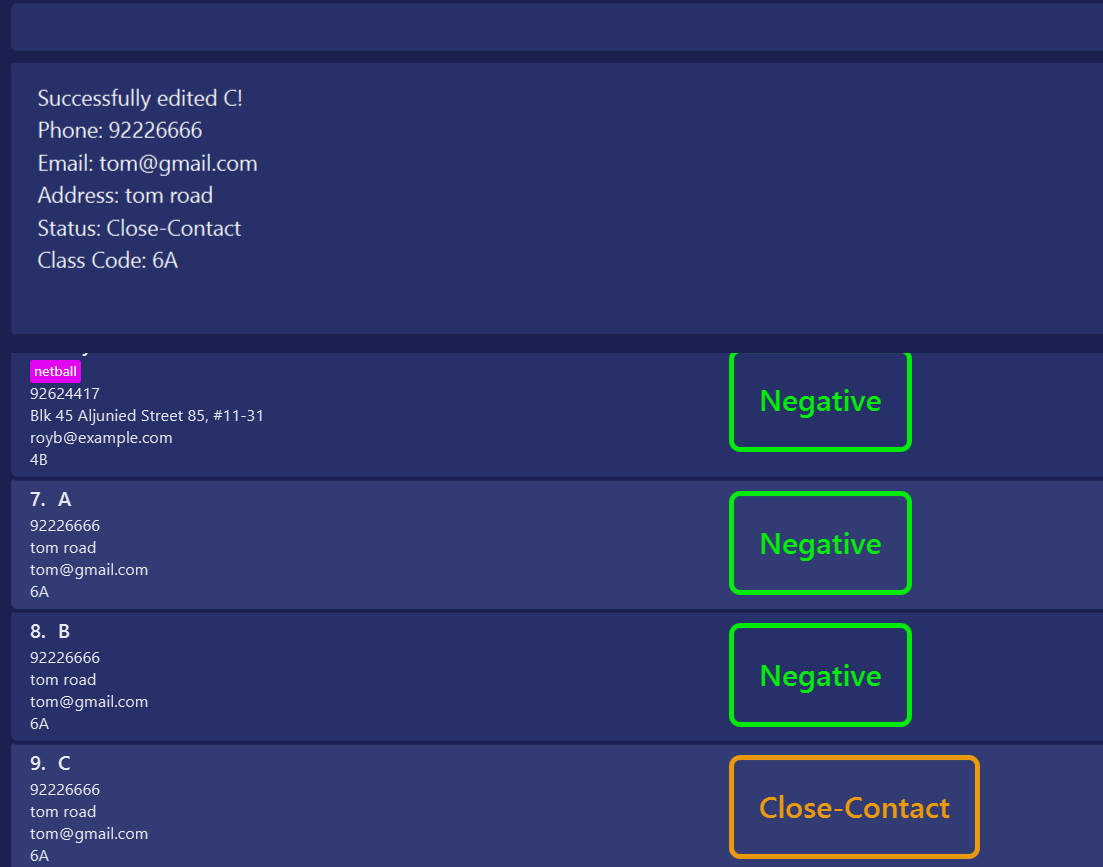 Successfully edited C!
Phone: 92226666
Email: tom@gmail.com
Address: tom road
Status: Close-Contact
Class Code: 6A
netball
92624417
Blk 45 Aljunied Street 85, #11-31
royb@example.com
4B
Negative
7. A
92226666
tom road
tom@gmail.com
6A
Negative
8. B
92226666
tom road
tom@gmail.com
6A
Negative
9. C
92226666
tom road
tom@gmail.com
6A
Close-Contact